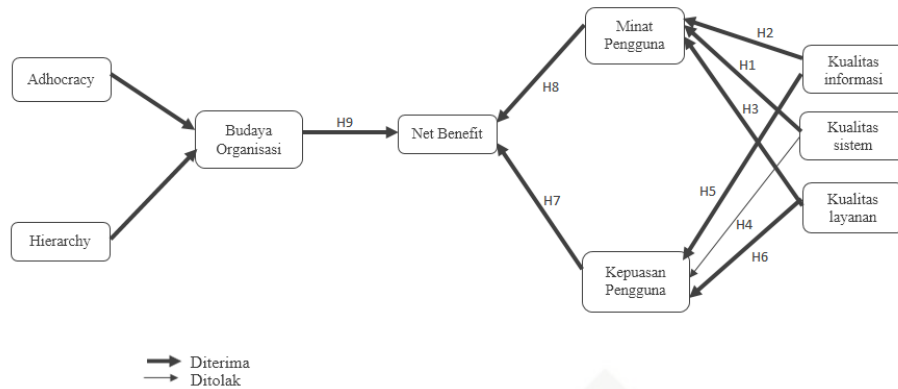 Minat
Pengguna
H2
Kualitas
informasi
Adhocracy
H8
H1
H3
Budaya
Organisasi
H9
Net Benefit
Kualitas
sistem
H7
H5
Kualitas
layanan
Hierarchy
H4
H6
Kepuasan
Pengguna
Diterima
Ditolak